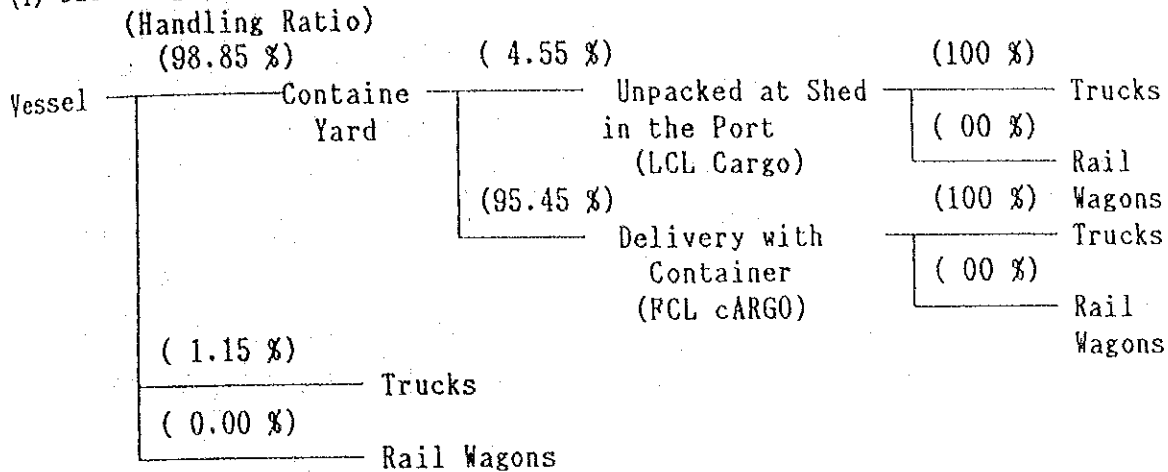 (Handling Ratio)
(98.85 %) ( 4.55 %) (100 %)
Vessel Containe Unpacked at Shed Trucks
Yard in the Port ( 00 %)
(LCL Cargo) Rail
(95.45 %) (100 %) Wagons
Delivery with Trucks
Container ( 00 %)
(FCL cARGO) Rail
( 1.15 %) Wagons
Trucks
( 0.00 %)
Rail Wagons